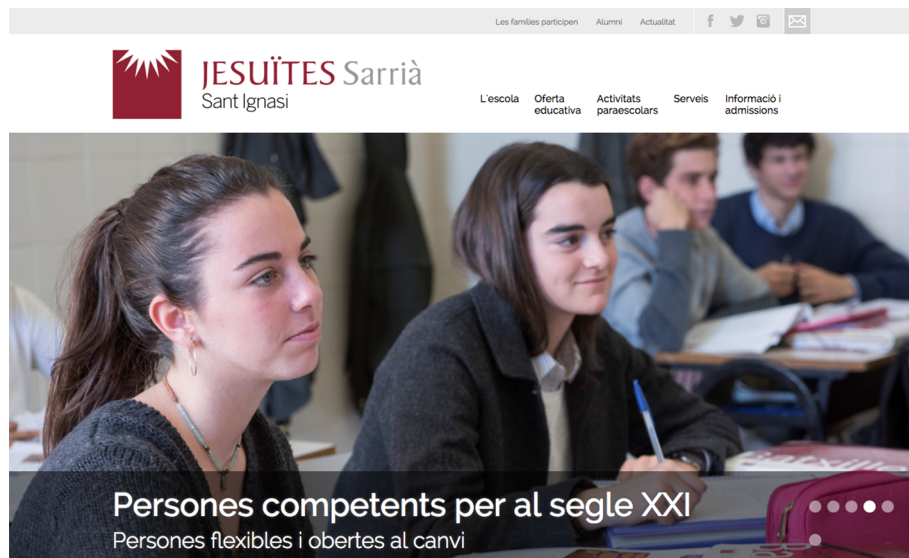 Les famílies participen Alumni Actualitat
JESUÏTES Sarrià
Sant Ignasi
L'escola Oferta educativa Activitats paraescolars Serveis Informació i admissions
Persones competents per al segle XXI
Persones flexibles i obertes al canvi